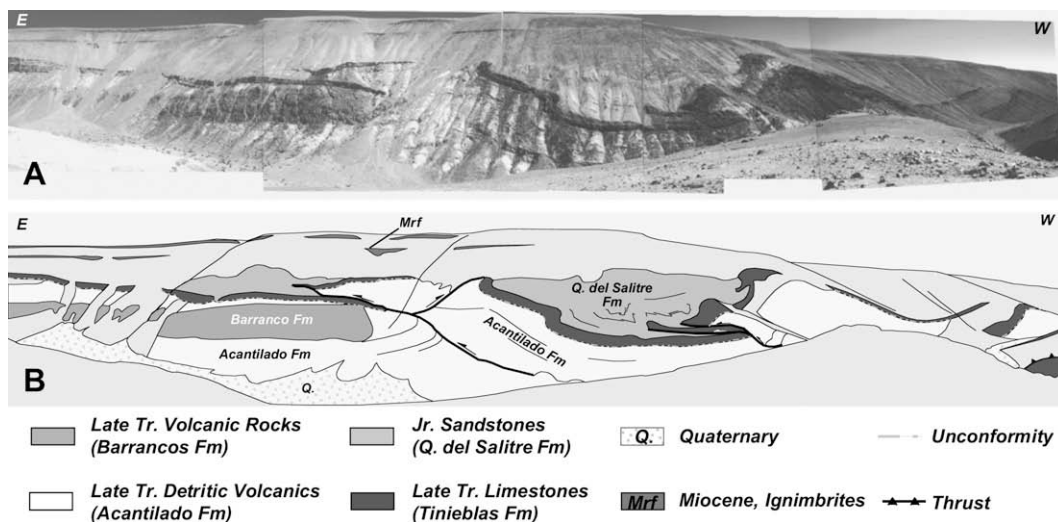 E
W
A
E
W
Mrf
Q. del Salitre
Fm
Barranco Fm
Acantilado Fm
Acantilado Fm
Q.
B
Late Tr. Volcanic Rocks
(Barrancos Fm)
Jr. Sandstones
(Q. del Salitre Fm)
Q.
Quaternary
Unconformity
Late Tr. Detritic Volcanics
(Acantilado Fm)
Late Tr. Limestones
(Tinieblas Fm)
Mrf
Miocene, Ignimbrites
Thrust